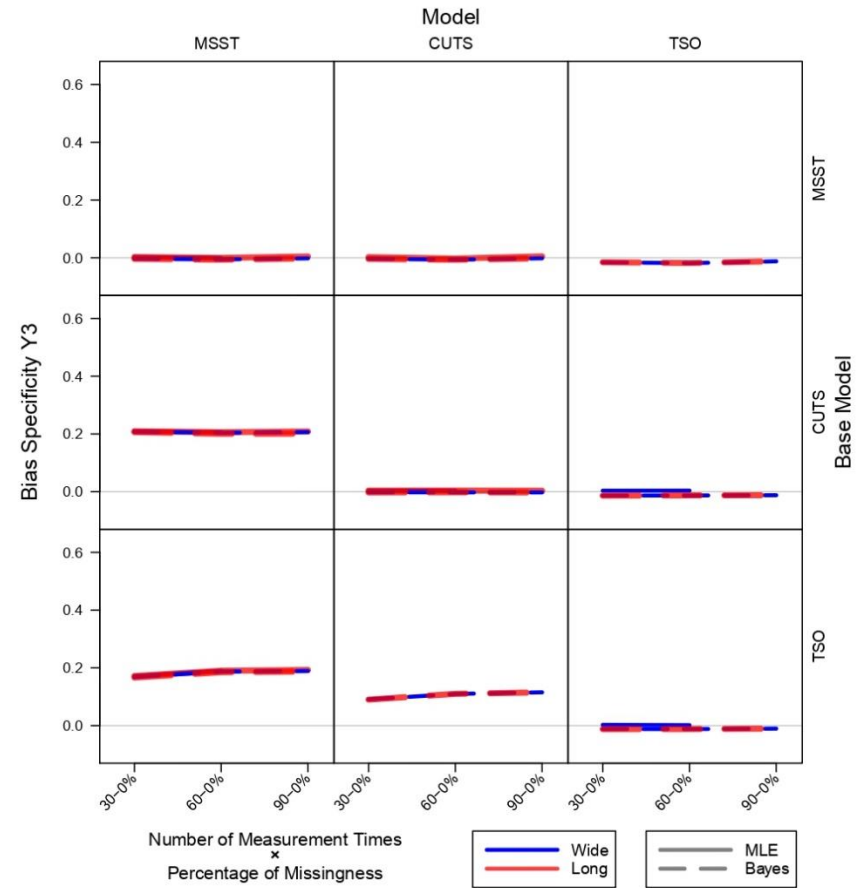 Model
MSST CUTS TSO
0.6
0.4
0.2
0.0
MSST
0.6
0.4
0.2
0.0
CUTS
0.6
0.4
0.2
0.0
TSO
Bias Specificity Y3
Base Model
30−0% 60−0% 90−0% 30−0% 60−0% 90−0% 30−0% 60−0% 90−0%
Number of Measurement Times
×
Percentage of Missingness
Wide
Long
MLE
Bayes